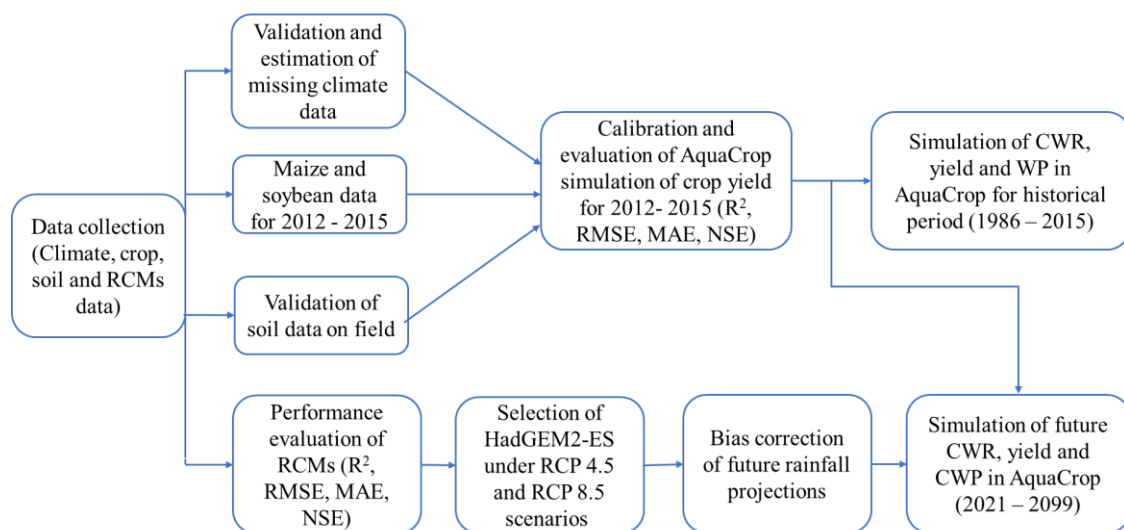 Data collection
(Climate, crop,
soil and RCMs
data)
Validation and
estimation of
missing climate
data
Maize and
soybean data
for 2012 - 2015
Validation of
soil data on field
Calibration and
evaluation of AquaCrop
simulation of crop yield
for 2012- 2015 (R²,
RMSE, MAE, NSE)
Simulation of CWR,
yield and WP in
AquaCrop for historical
period (1986 – 2015)
Performance
evaluation of
RCMs (R²,
RMSE, MAE,
NSE)
Selection of
HadGEM2-ES
under RCP 4.5
and RCP 8.5
scenarios
Bias correction
of future rainfall
projections
Simulation of future
CWR, yield and
CWP in AquaCrop
(2021 – 2099)